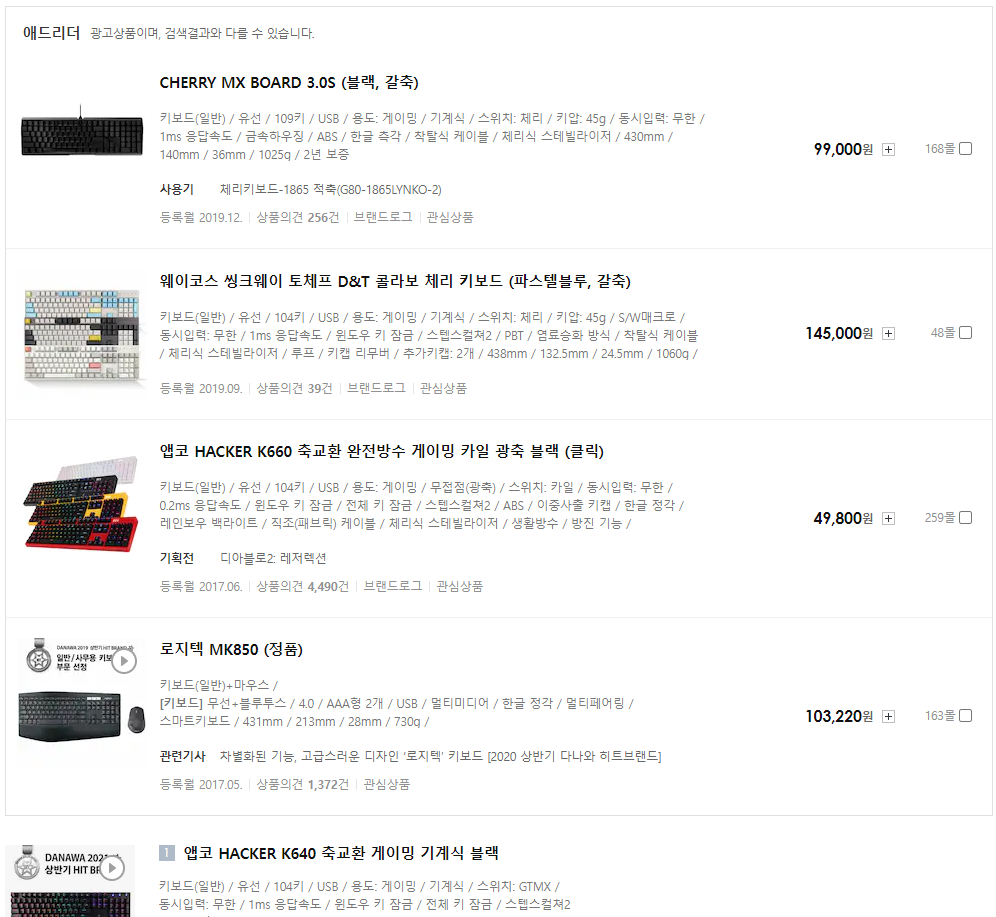 애드리더 광고상품이며, 검색결과와 다를 수 있습니다.
CHERRY MX BOARD 3.0S (블랙, 갈축)
키보드(일반) / 유선 / 109키 / USB / 용도: 게이밍 / 기계식 / 스위치: 체리 / 키압: 45g / 동시입력: 무한 /
1ms 응답속도 / 금속하우징 / ABS / 한글 측각 / 착탈식 케이블 / 체리식 스테빌라이저 / 430mm /
140mm / 36mm / 1025g / 2년 보증
99,000원 168몰
사용기 체리키보드-1865 적축(G80-1865LYNKO-2)
등록월 2019.12. 상품의견 256건 브랜드로그 관심상품
웨이코스 씽크웨이 토체프 D&T 콜라보 체리 키보드 (파스텔블루, 갈축)
키보드(일반) / 유선 / 104키 / USB / 용도: 게이밍 / 기계식 / 스위치: 체리 / 키압: 45g / S/W매크로 /
동시입력: 무한 / 1ms 응답속도 / 윈도우 키 잠금 / 스텝스컬쳐2 / PBT / 염료승화 방식 / 착탈식 케이블
/ 체리식 스테빌라이저 / 루프 / 키캡 리무버 / 추가키캡: 2개 / 438mm / 132.5mm / 24.5mm / 1060g /
145,000원 48몰
등록월 2019.09. 상품의견 39건 브랜드로그 관심상품
앱코 HACKER K660 축교환 완전방수 게이밍 카일 광축 블랙 (클릭)
키보드(일반) / 유선 / 104키 / USB / 용도: 게이밍 / 무접점(광축) / 스위치: 카일 / 동시입력: 무한 /
0.2ms 응답속도 / 윈도우 키 잠금 / 전체 키 잠금 / 스텝스컬쳐2 / ABS / 이중사출 키캡 / 한글 정각 /
레인보우 백라이트 / 직조(패브릭) 케이블 / 체리식 스테빌라이저 / 생활방수 / 방진 기능 /
49,800원 259몰
기획전 디아블로2: 레저렉션
등록월 2017.06. 상품의견 4,490건 브랜드로그 관심상품
로지텍 MK850 (정품)
DANAWA 2019 상반기 HIT BRAND
일반/사무용 키보
부문 선정
키보드(일반)+마우스 /
[키보드] 무선+블루투스 / 4.0 / AAA형 2개 / USB / 멀티미디어 / 한글 정각 / 멀티페어링 /
스마트키보드 / 431mm / 213mm / 28mm / 730g /
103,220원 163몰
관련기사 차별화된 기능, 고급스러운 디자인 '로지텍' 키보드 [2020 상반기 다나와 히트브랜드]
등록월 2017.05. 상품의견 1,372건 관심상품
1 앱코 HACKER K640 축교환 게이밍 기계식 블랙
DANAWA 2021
상반기 HIT BR
키보드(일반) / 유선 / 104키 / USB / 용도: 게이밍 / 기계식 / 스위치: GTMX /
동시입력: 무한 / 1ms 응답속도 / 윈도우 키 잠금 / 전체 키 잠금 / 스텝스컬쳐2